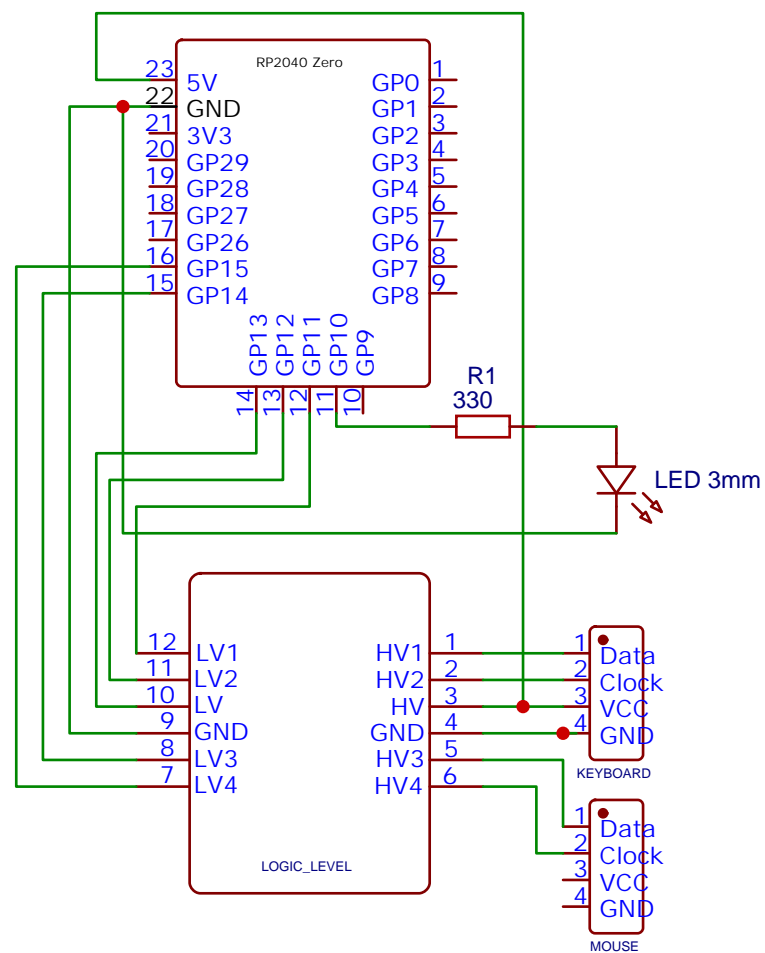 RP2040 Zero
23 5V GP0 1
22 GND GP1 2
21 3V3 GP2 3
20 GP29 GP3 4
19 GP28 GP4 5
18 GP27 GP5 6
17 GP26 GP6 7
16 GP15 GP7 8
15 GP14 GP8 9
GP13 GP12 GP11 GP10 GP9
14 13 12 11 10
R1
330
LED 3mm
12 LV1 HV1 1
11 LV2 HV2 2
10 LV HV 3
9 GND GND 4
8 LV3 HV3 5
7 LV4 HV4 6
LOGIC_LEVEL
1 Data
2 Clock
3 VCC
4 GND
KEYBOARD
1 Data
2 Clock
3 VCC
4 GND
MOUSE